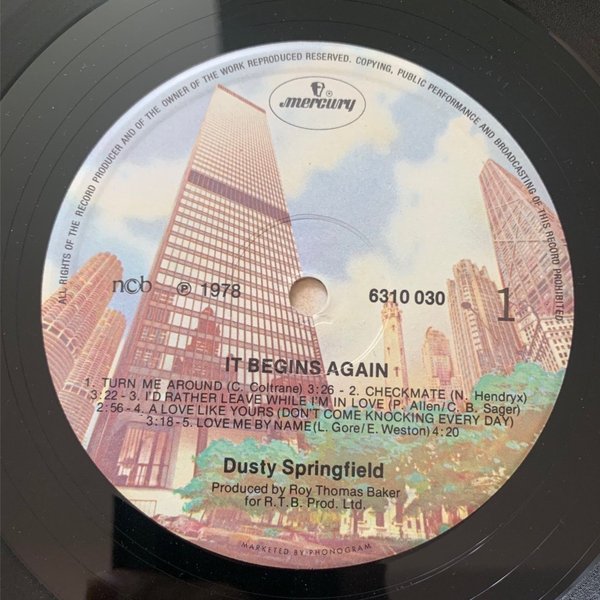 ALL RIGHTS OF THE RECORD PRODUCER AND OF THE OWNER OF THE WORK REPRODUCED RESERVED. COPYING, PUBLIC PERFORMANCE AND BROADCASTING OF THIS RECORD PROHIBITED
mercury
ncb ℗ 1978 6310 030 1
IT BEGINS AGAIN
1. TURN ME AROUND (C. Coltrane) 3:26 - 2. CHECKMATE (N. Hendryx)
3:22 - 3. I'D RATHER LEAVE WHILE I'M IN LOVE (P. Allen/C. B. Sager)
2:56 - 4. A LOVE LIKE YOURS (DON'T COME KNOCKING EVERY DAY)
3:18 - 5. LOVE ME BY NAME (L. Gore/E. Weston) 4:20
Dusty Springfield
Produced by Roy Thomas Baker
for R.T.B. Prod. Ltd.
MARKETED BY PHONOGRAM